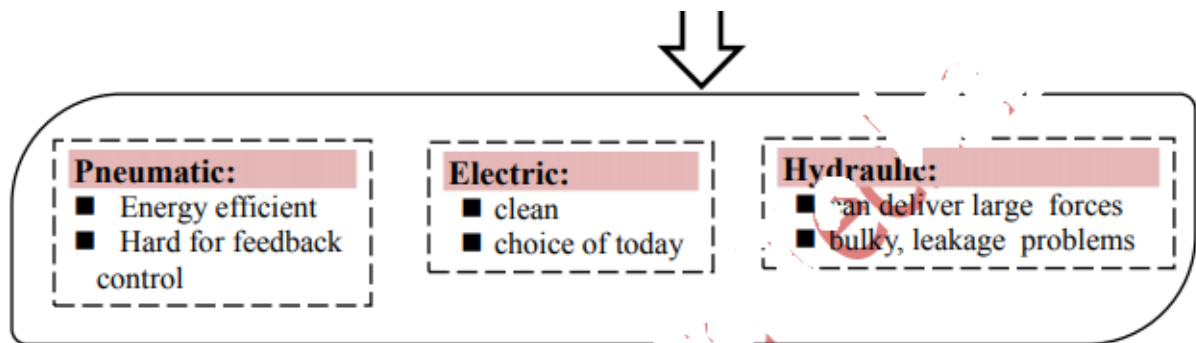 Pneumatic:
■ Energy efficient
■ Hard for feedback
control
Electric:
■ clean
■ choice of today
Hydraulic:
■ can deliver large forces
■ bulky, leakage problems